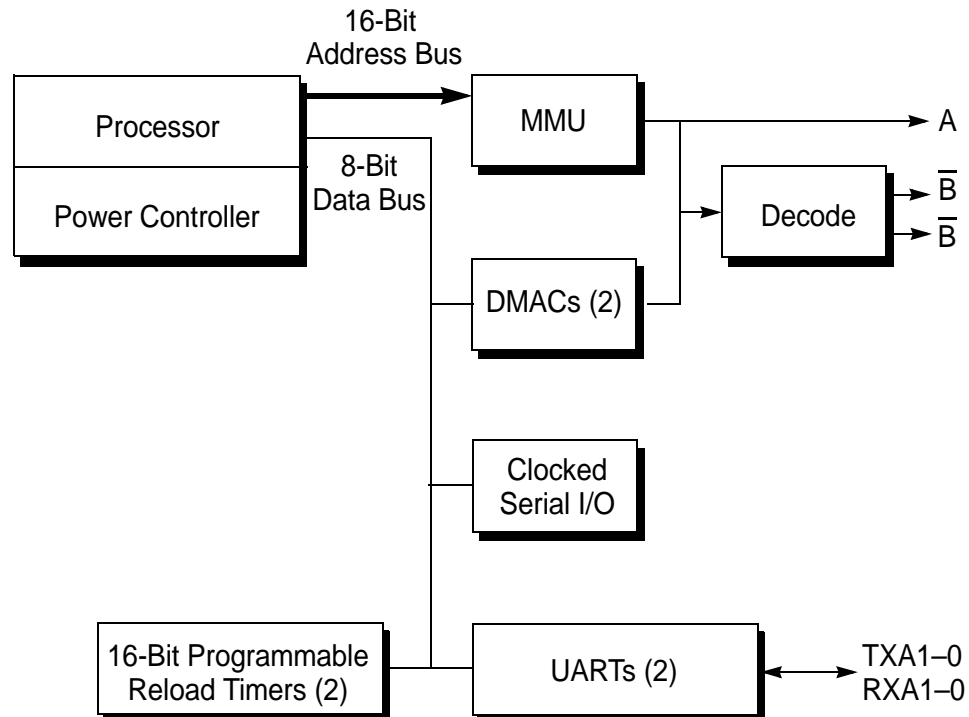 16-Bit
Address Bus
Processor
MMU
A
8-Bit
Data Bus
Power Controller
Decode
B̅
B̅
DMACs (2)
Clocked
Serial I/O
16-Bit Programmable
Reload Timers (2)
UARTs (2)
TXA1–0
RXA1–0